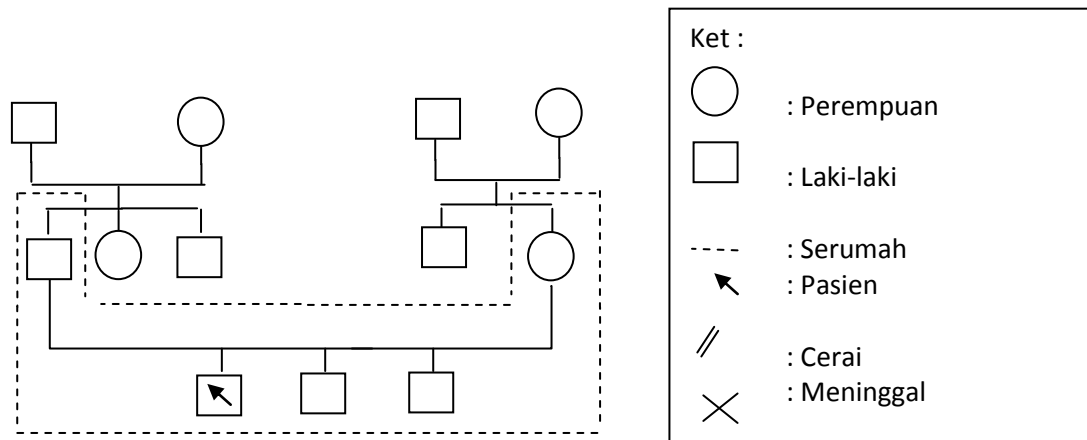 Ket :
: Perempuan
: Laki-laki
: Serumah
: Pasien
: Cerai
: Meninggal